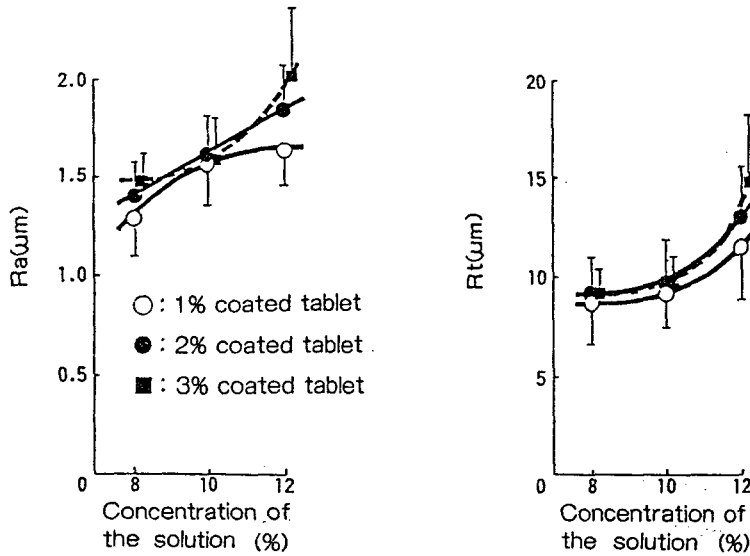 2.0
1.5
1.0
0.5
0
Ra(μm)
○ : 1% coated tablet
● : 2% coated tablet
■ : 3% coated tablet
8 10 12
Concentration of
the solution (%)
20
15
10
5
0
Rt(μm)
8 10 12
Concentration of
the solution (%)